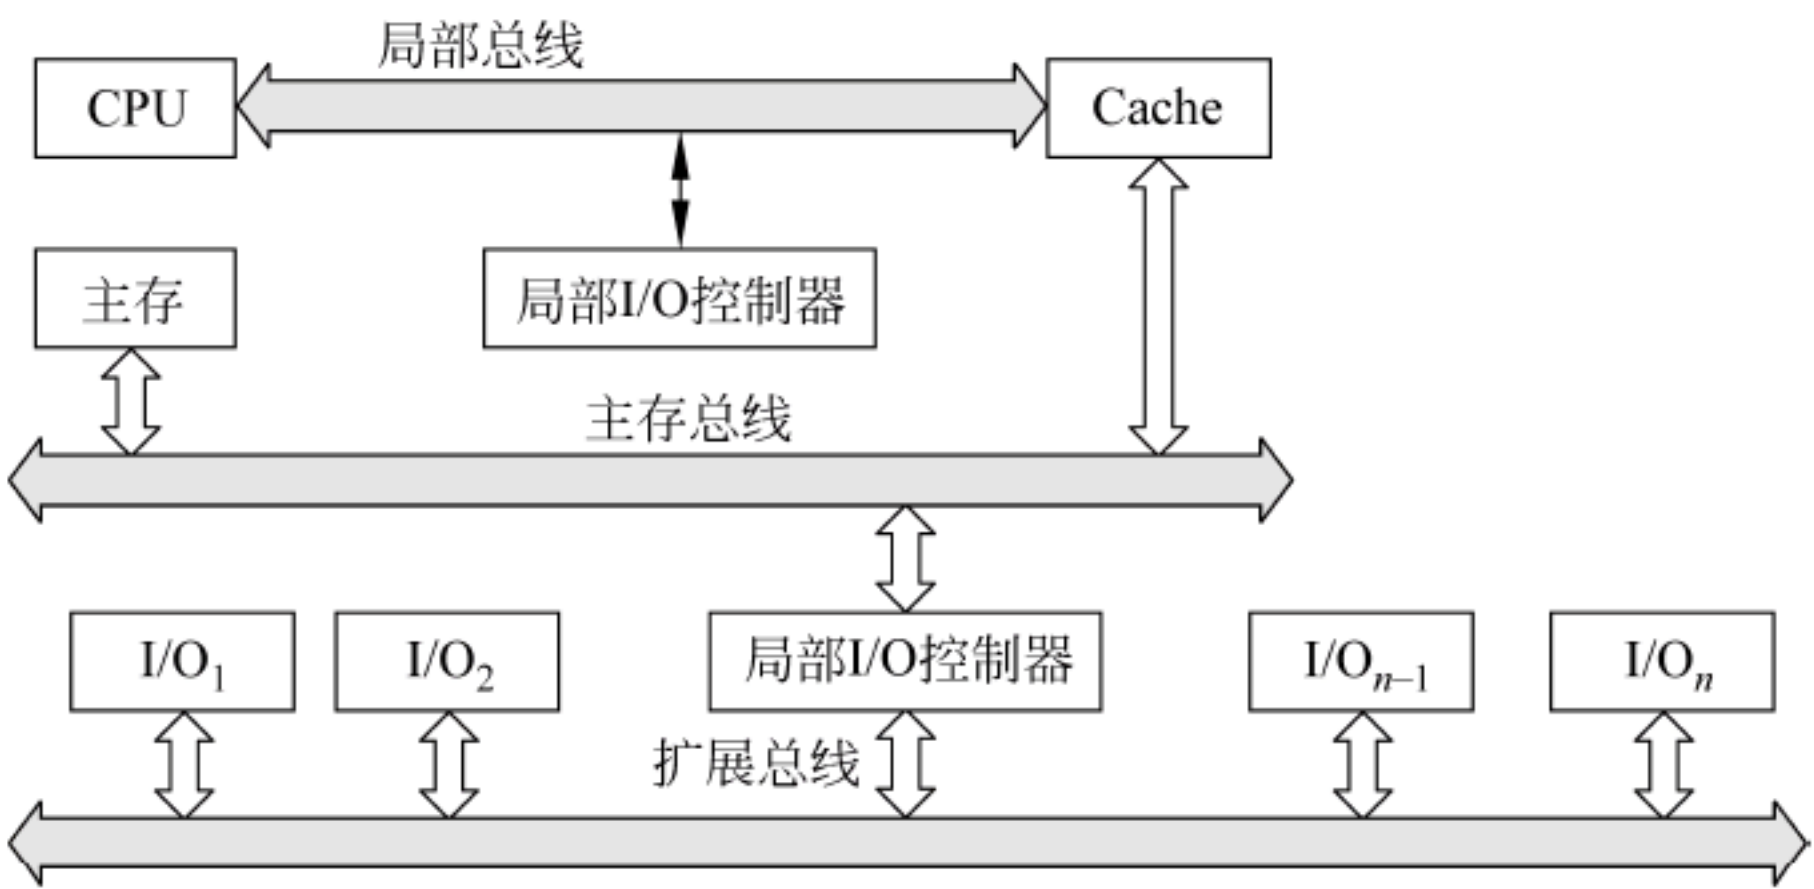 局部总线
CPU
Cache
主存
局部I/O控制器
主存总线
I/O1
I/O2
局部I/O控制器
I/On–1
I/On
扩展总线